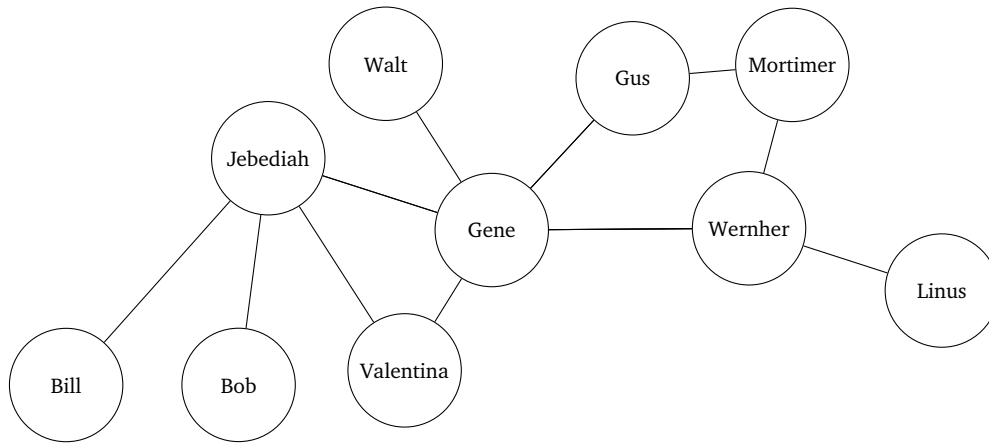 Walt
Gus
Mortimer
Jebediah
Gene
Wernher
Linus
Bill
Bob
Valentina